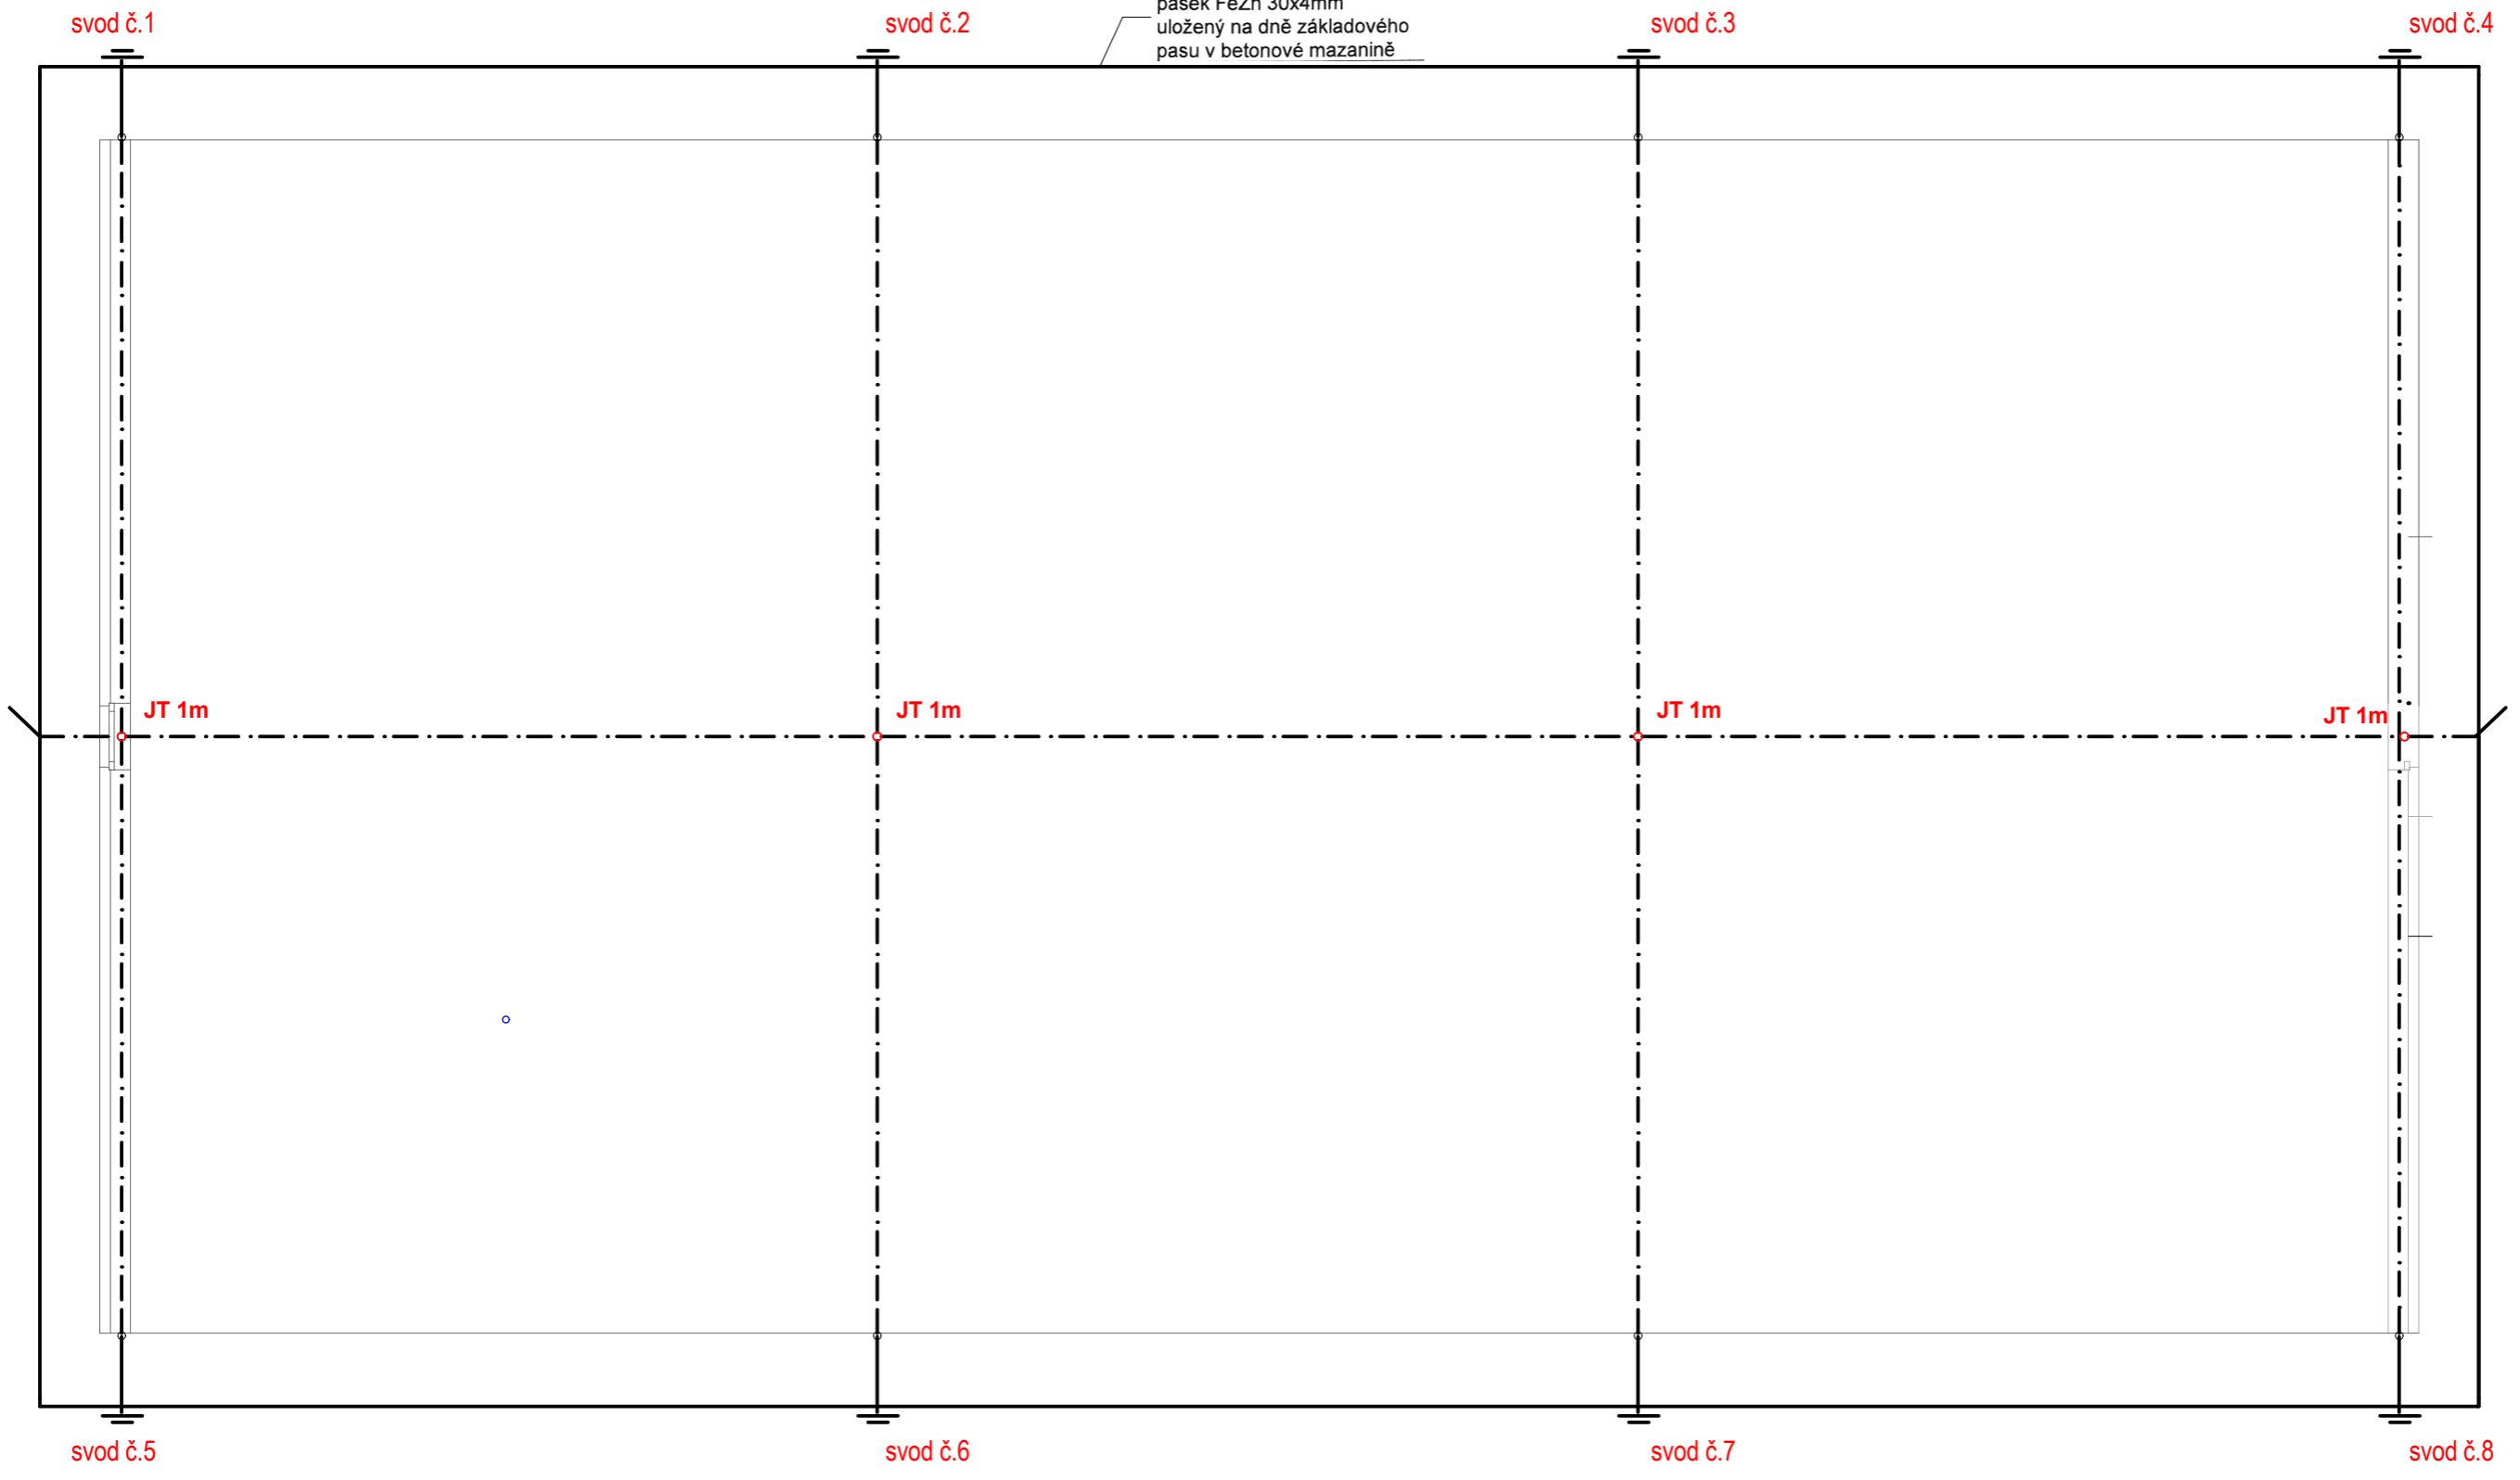 pásek FeZn 30x4mm
uložený na dně základového
pasu v betonové mazanině
svod č.1
svod č.2
svod č.3
svod č.4
JT 1m
JT 1m
JT 1m
JT 1m
svod č.5
svod č.6
svod č.7
svod č.8